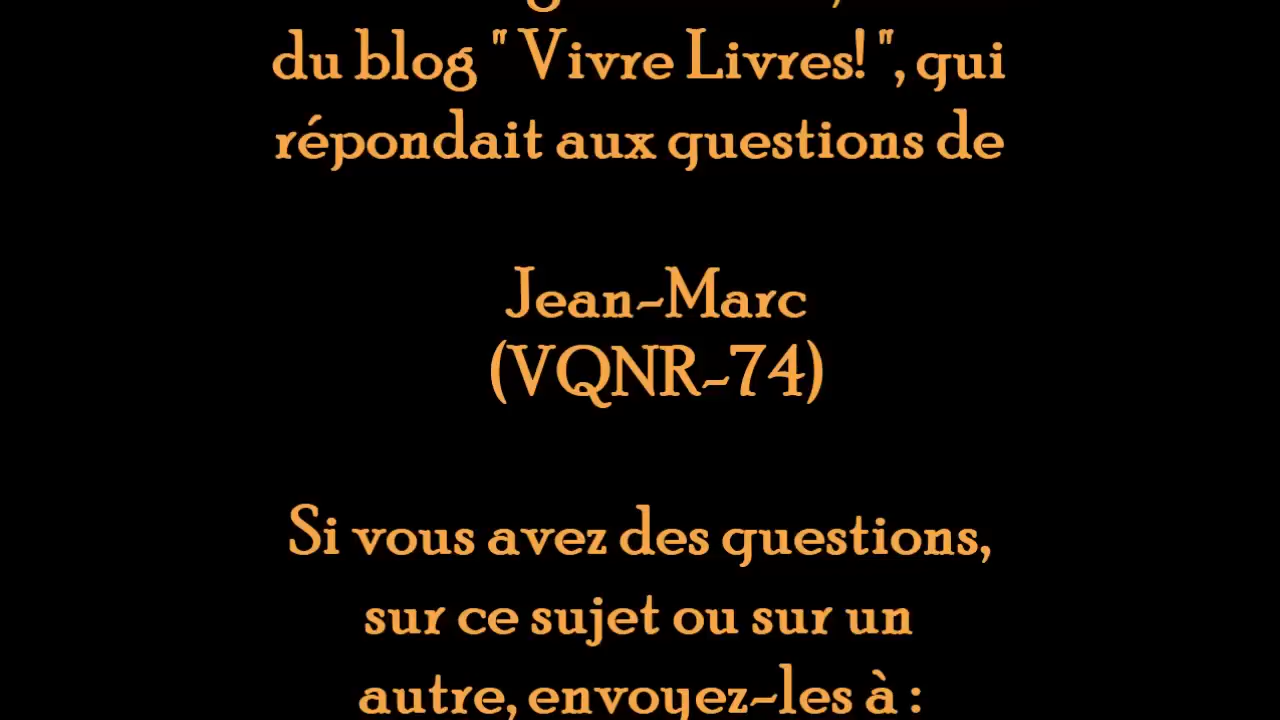 du blog " Vivre Livres! ", qui
répondait aux questions de
Jean-Marc
(VQNR-74)
Si vous avez des questions,
sur ce sujet ou sur un
autre, envoyez-les à :